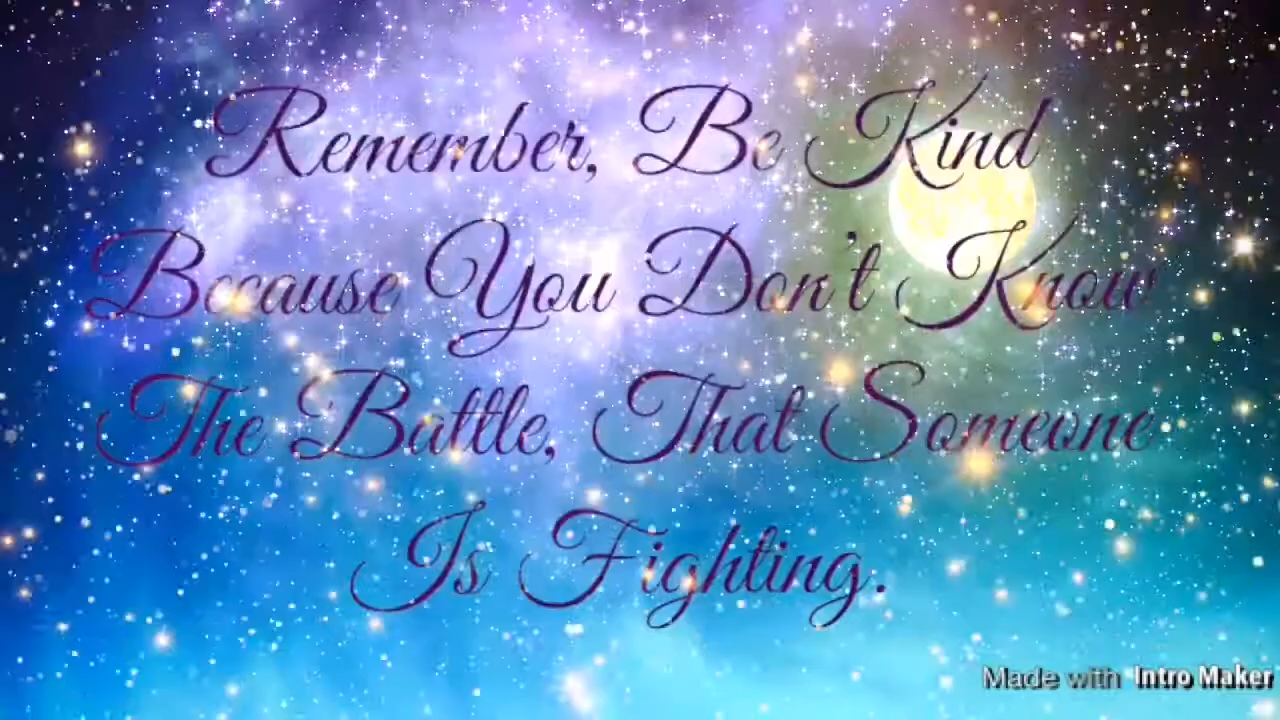 Remember, Be Kind
Because You Don't Know
The Battle, That Someone
Is Fighting.
Made with Intro Maker